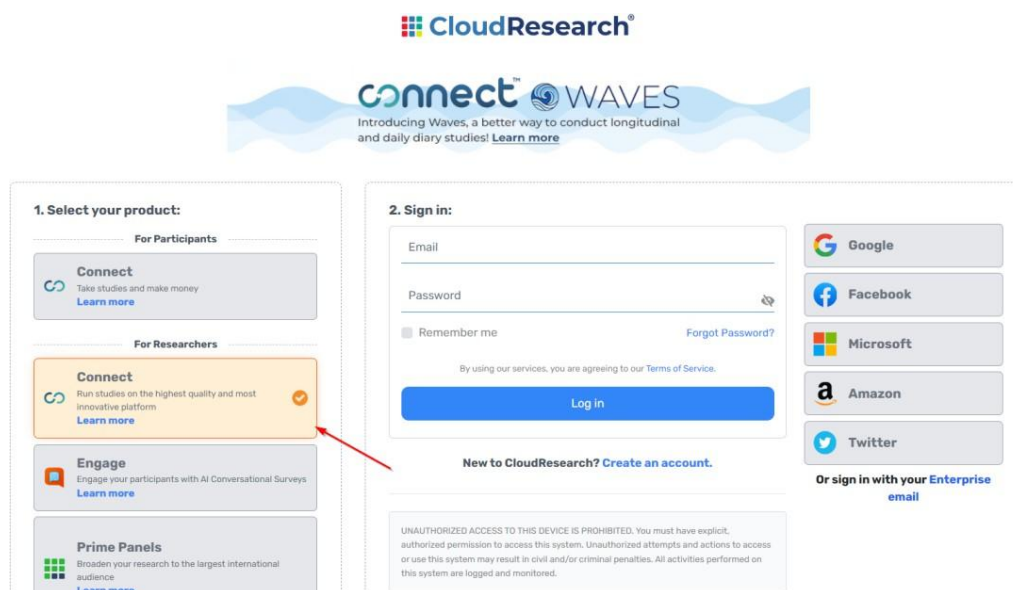 CloudResearch®
connect™ WAVES
Introducing Waves, a better way to conduct longitudinal
and daily diary studies! Learn more
1. Select your product:
For Participants
Connect
Take studies and make money
Learn more
For Researchers
Connect
Run studies on the highest quality and most
innovative platform
Learn more
Engage
Engage your participants with AI Conversational Surveys
Learn more
Prime Panels
Broaden your research to the largest international
audience
Learn more
2. Sign in:
Email
Password
Remember me
Forgot Password?
By using our services, you are agreeing to our Terms of Service.
Log in
New to CloudResearch? Create an account.
UNAUTHORIZED ACCESS TO THIS DEVICE IS PROHIBITED. You must have explicit,
authorized permission to access this system. Unauthorized attempts and actions to access
or use this system may result in civil and/or criminal penalties. All activities performed on
this system are logged and monitored.
Google
Facebook
Microsoft
a Amazon
Twitter
Or sign in with your Enterprise
email